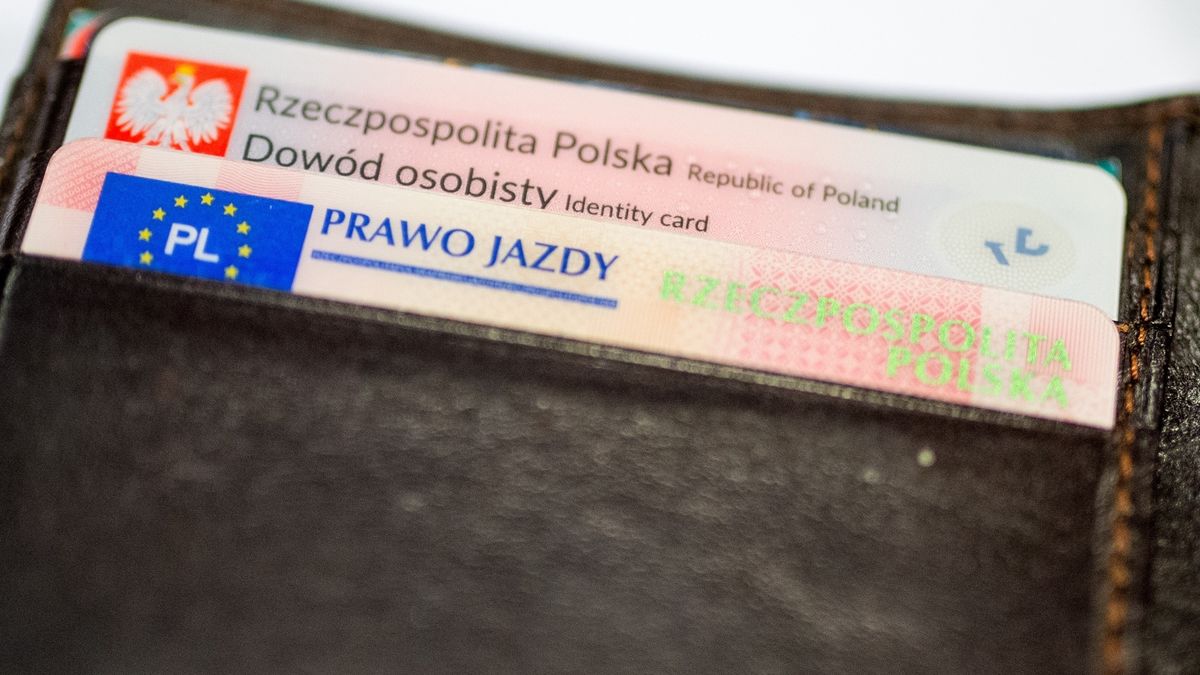 Rzeczpospolita Polska Republic of Poland
Dowód osobisty Identity card
PL
PRAWO JAZDY
RZECZPOSPOLITA
POLSKA